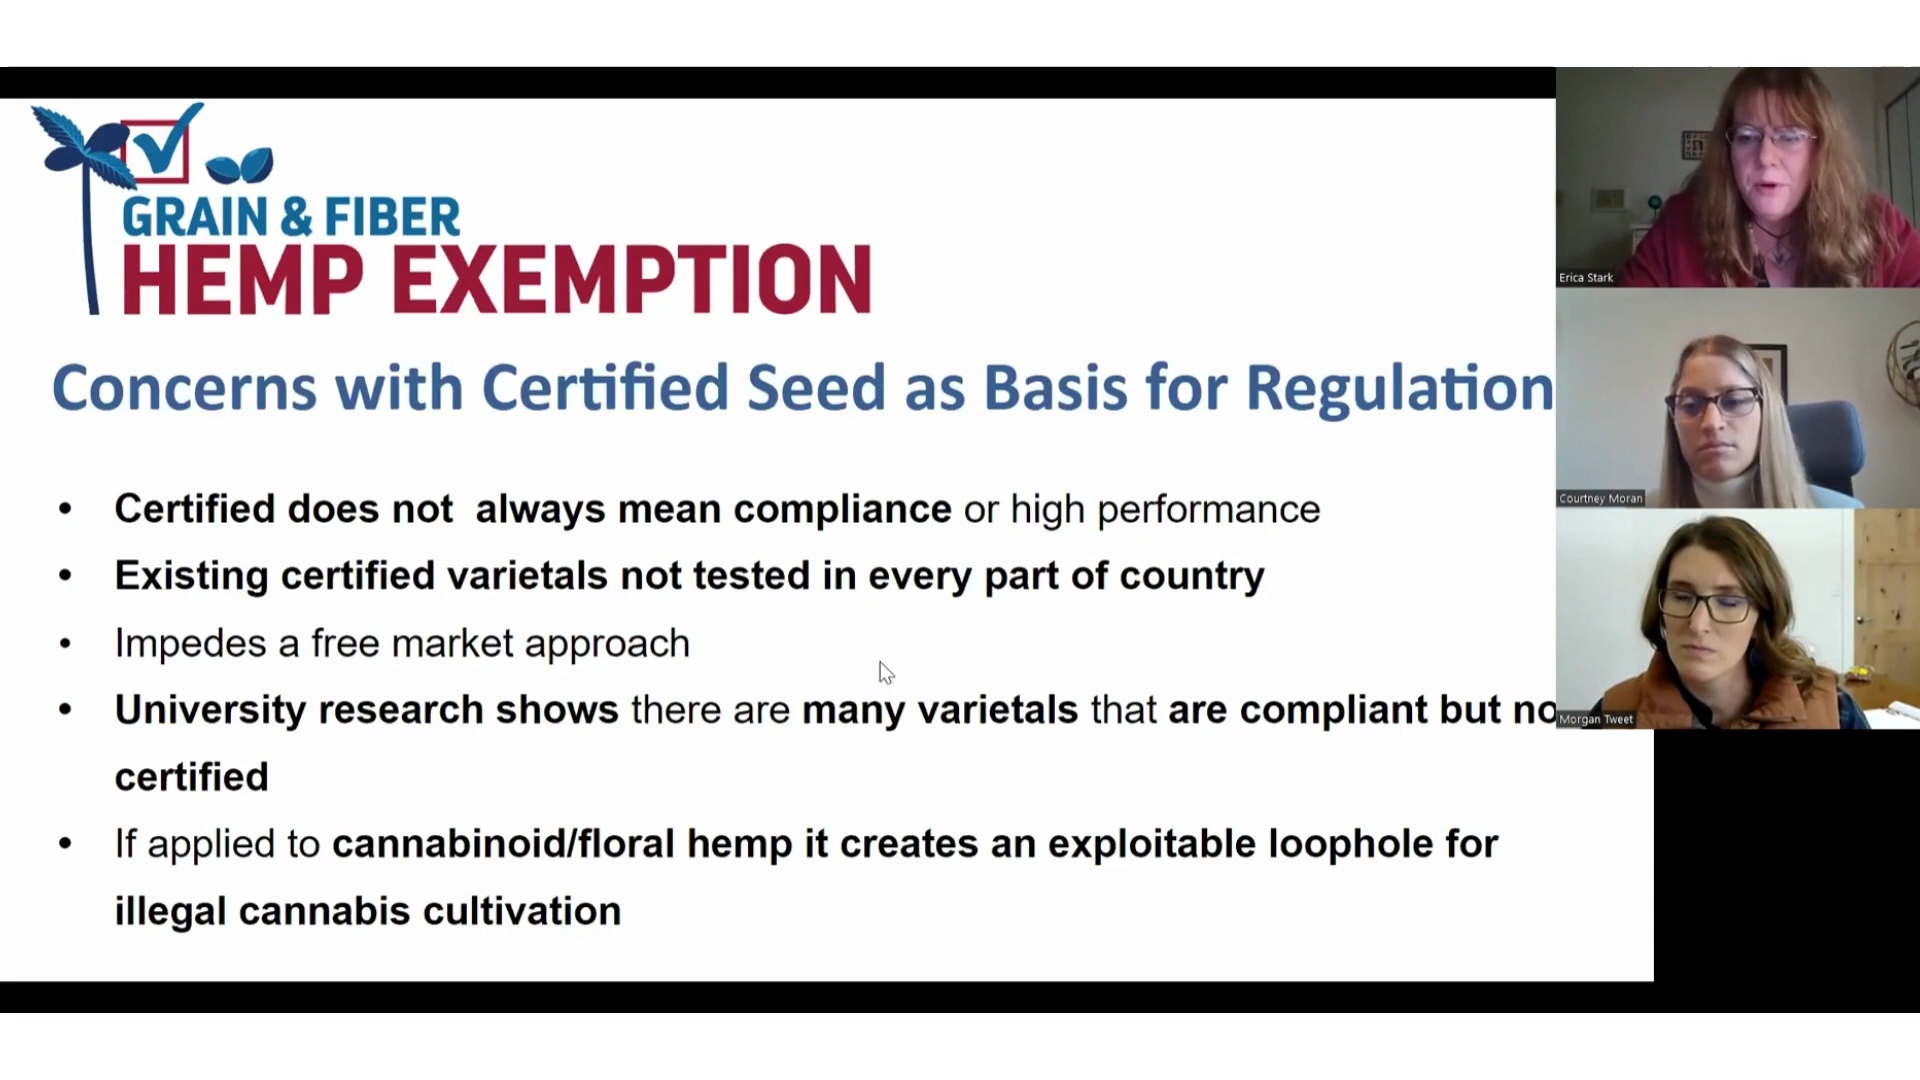 GRAIN & FIBER
HEMP EXEMPTION
Concerns with Certified Seed as Basis for Regulation
• Certified does not always mean compliance or high performance
• Existing certified varietals not tested in every part of country
• Impedes a free market approach
• University research shows there are many varietals that are compliant but no
certified
• If applied to cannabinoid/floral hemp it creates an exploitable loophole for
illegal cannabis cultivation
Erica Stark
Courtney Moran
Morgan Tweet